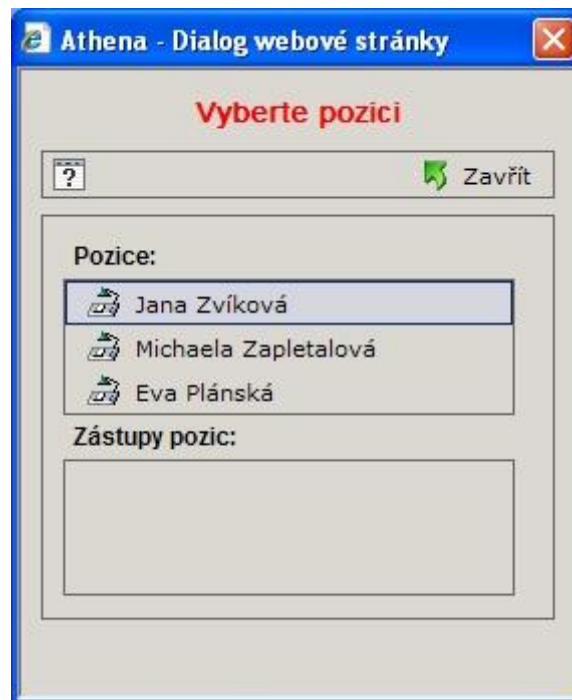 Athena - Dialog webové stránky
Vyberte pozici
? Zavřít
Pozice:
Jana Zvíková
Michaela Zapletalová
Eva Plánská
Zástupy pozic: